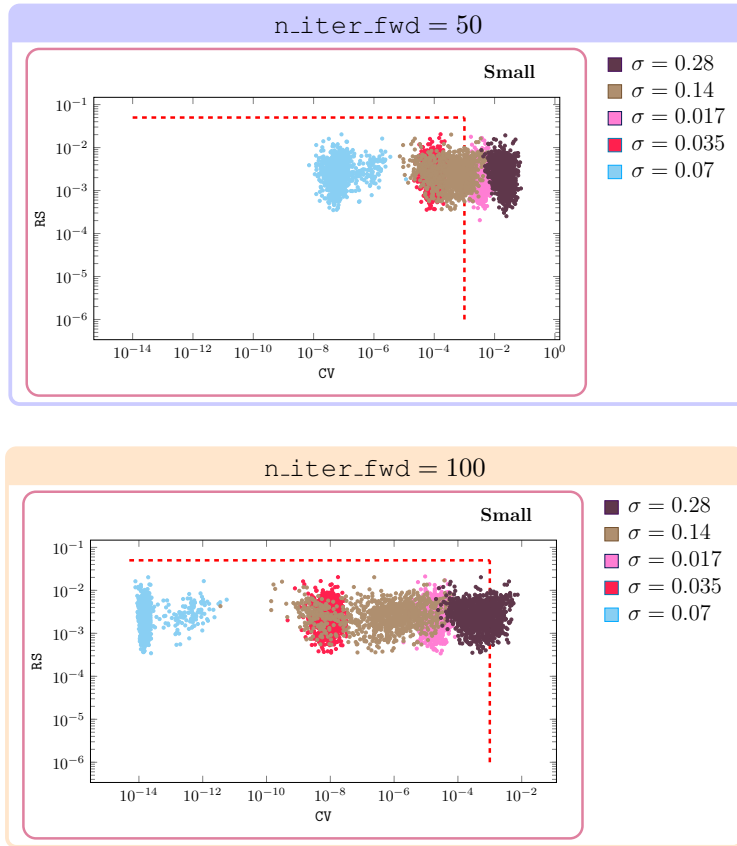 n_iter_fwd = 50
Small
σ = 0.28
σ = 0.14
σ = 0.017
σ = 0.035
σ = 0.07
10⁻¹
10⁻²
10⁻³
10⁻⁴
10⁻⁵
10⁻⁶
RS
10⁻¹⁴ 10⁻¹² 10⁻¹⁰ 10⁻⁸ 10⁻⁶ 10⁻⁴ 10⁻² 10⁰
CV
n_iter_fwd = 100
Small
σ = 0.28
σ = 0.14
σ = 0.017
σ = 0.035
σ = 0.07
10⁻¹
10⁻²
10⁻³
10⁻⁴
10⁻⁵
10⁻⁶
RS
10⁻¹⁴ 10⁻¹² 10⁻¹⁰ 10⁻⁸ 10⁻⁶ 10⁻⁴ 10⁻²
CV